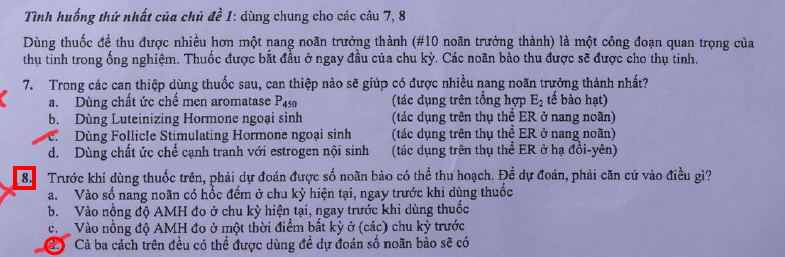 Tình huống thứ nhất của chủ đề 1: dùng chung cho các câu 7, 8
Dùng thuốc để thu được nhiều hơn một nang noãn trưởng thành (#10 noãn trưởng thành) là một công đoạn quan trọng của
thụ tinh trong ống nghiệm. Thuốc được bắt đầu ở ngay đầu của chu kỳ. Các noãn bào thu được sẽ được cho thụ tinh.
7. Trong các can thiệp dùng thuốc sau, can thiệp nào sẽ giúp có được nhiều nang noãn trưởng thành nhất?
a. Dùng chất ức chế men aromatase P450 (tác dụng trên tổng hợp E2 tế bào hạt)
b. Dùng Luteinizing Hormone ngoại sinh (tác dụng trên thụ thể ER ở nang noãn)
c. Dùng Follicle Stimulating Hormone ngoại sinh (tác dụng trên thụ thể ER ở nang noãn)
d. Dùng chất ức chế cạnh tranh với estrogen nội sinh (tác dụng trên thụ thể ER ở hạ đồi-yên)
8. Trước khi dùng thuốc trên, phải dự đoán được số noãn bào có thể thu hoạch. Để dự đoán, phải căn cứ vào điều gì?
a. Vào số nang noãn có hốc đếm ở chu kỳ hiện tại, ngay trước khi dùng thuốc
b. Vào nồng độ AMH đo ở chu kỳ hiện tại, ngay trước khi dùng thuốc
c. Vào nồng độ AMH đo ở một thời điểm bất kỳ ở (các) chu kỳ trước
d. Cả ba cách trên đều có thể được dùng để dự đoán số noãn bào sẽ có